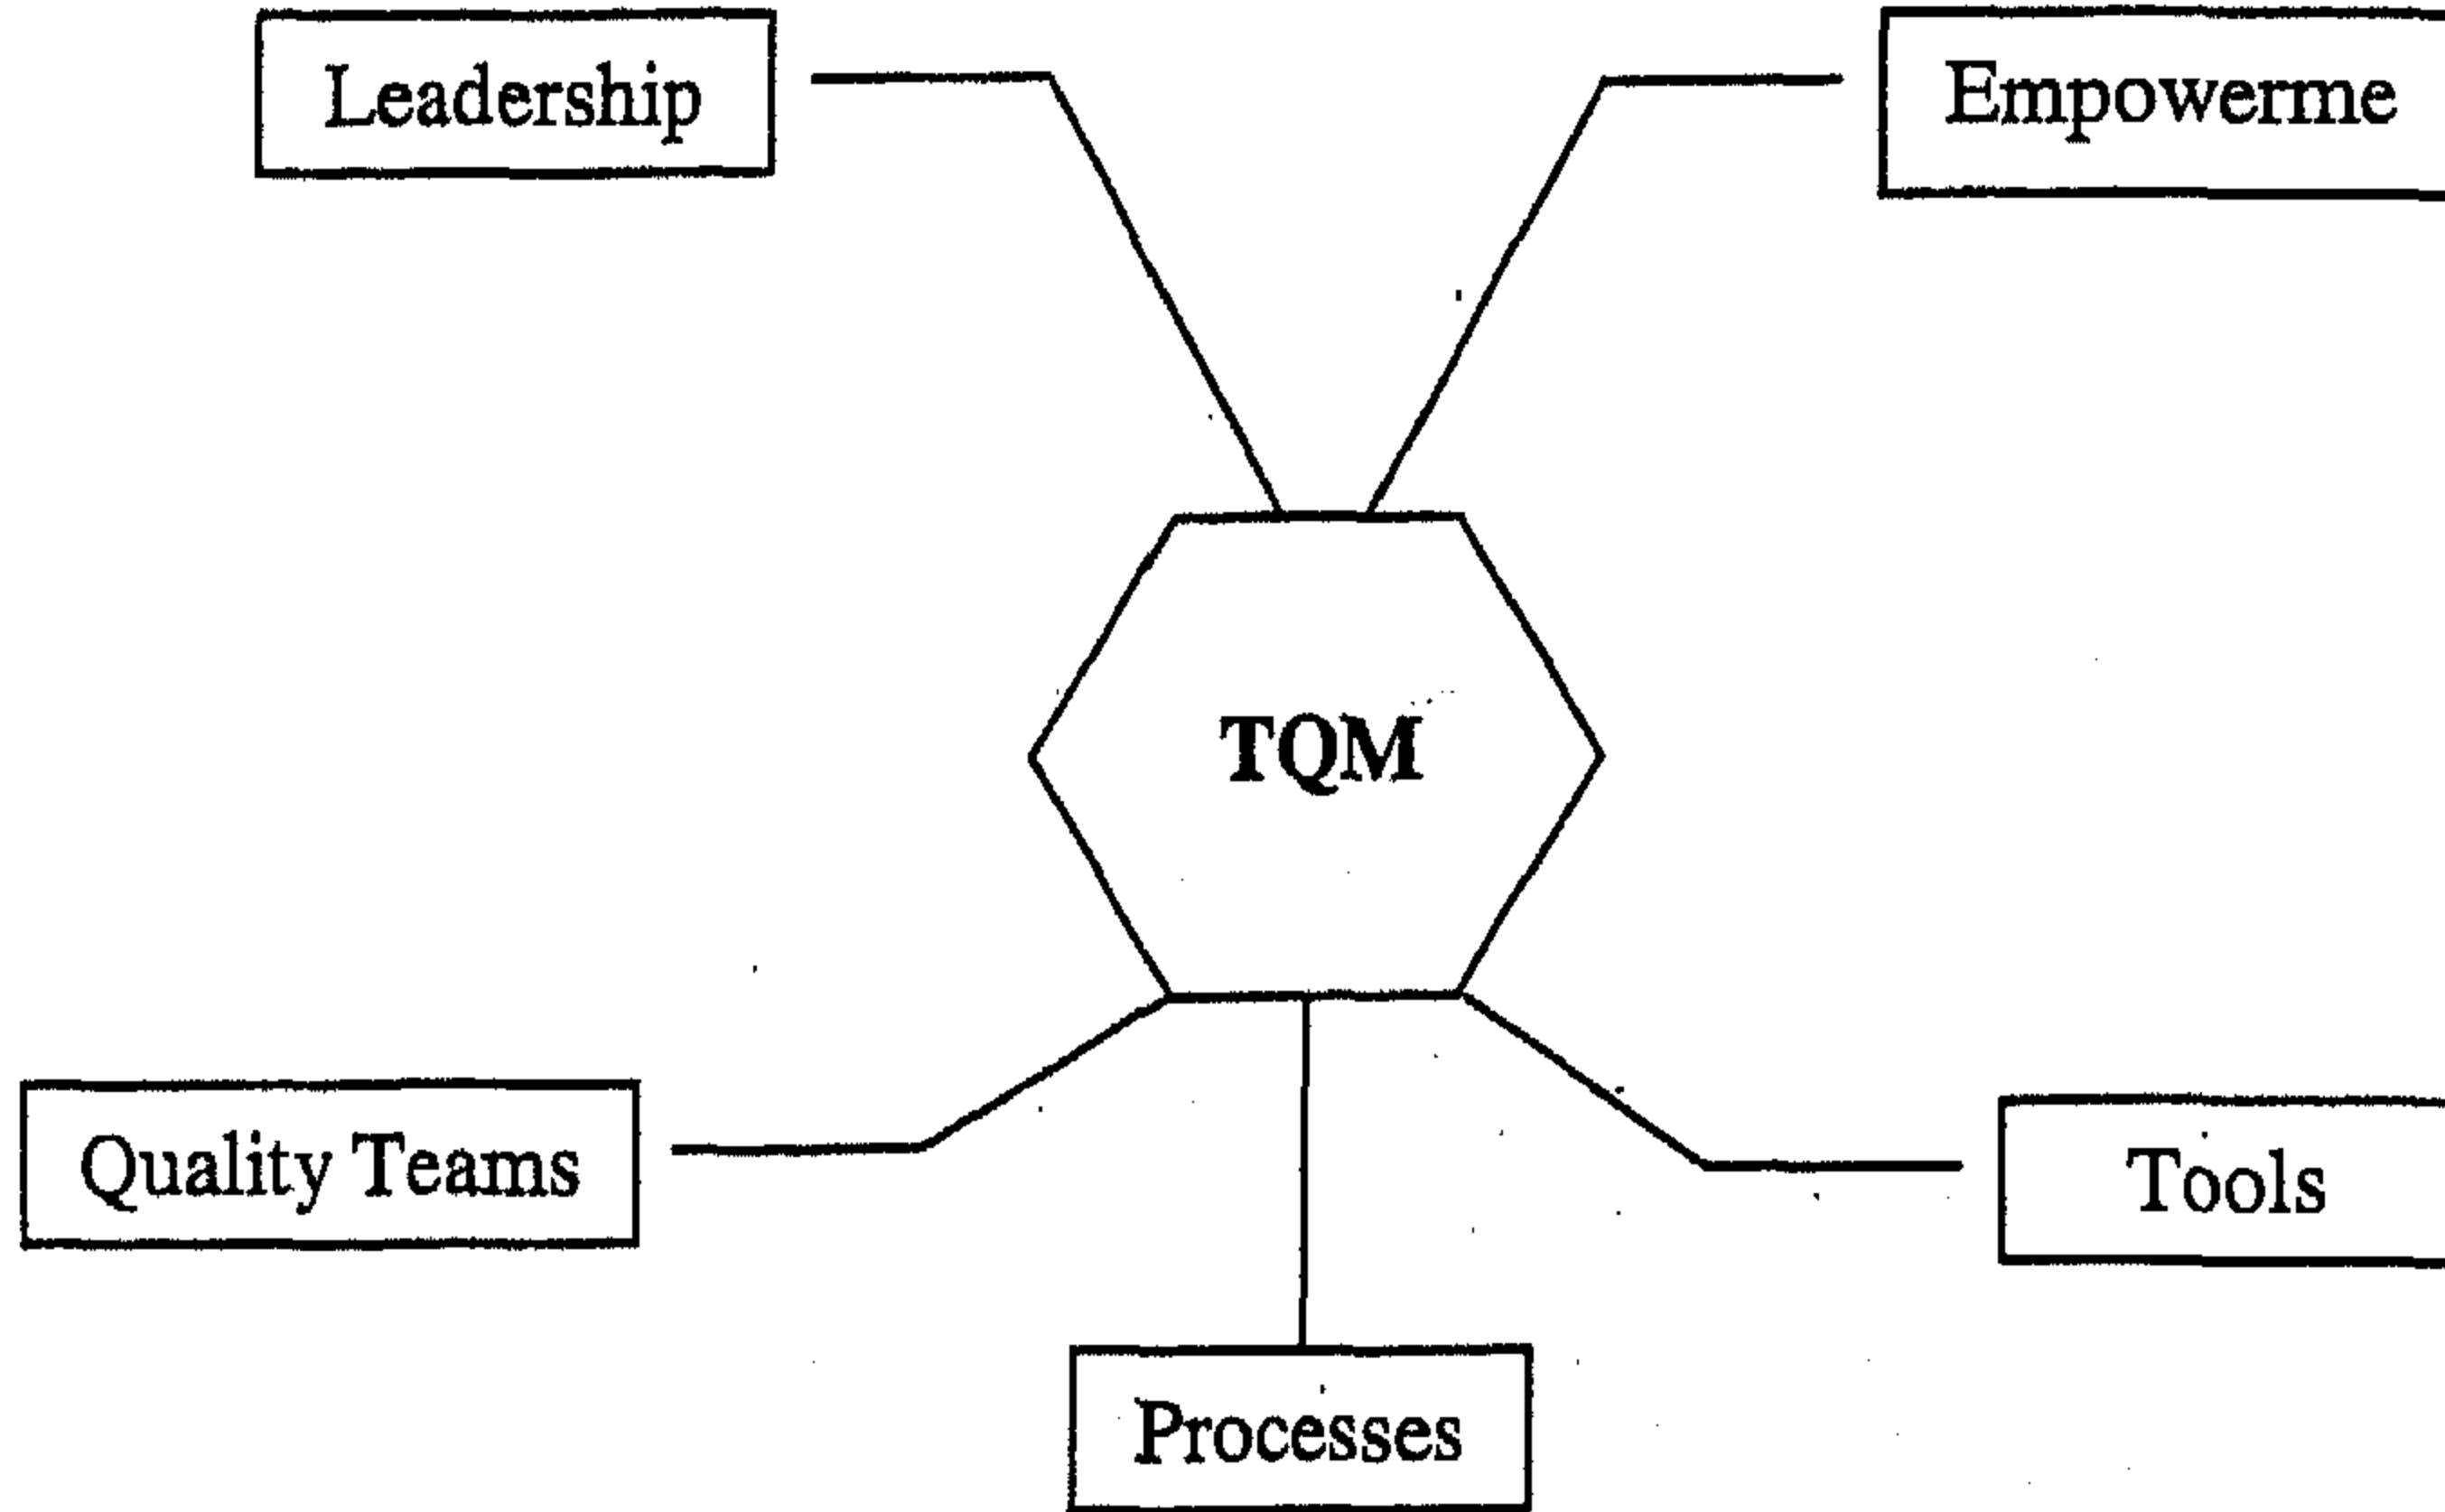 Leadership
Empowerme
TQM
Quality Teams
Tools
Processes